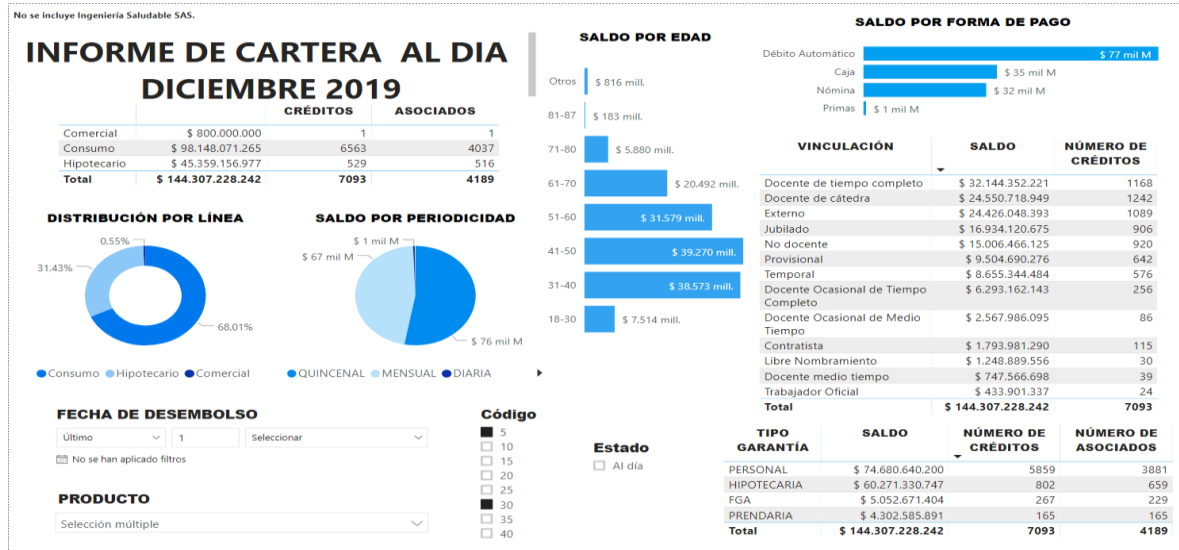 No se incluye Ingeniería Saludable SAS.
INFORME DE CARTERA AL DIA
DICIEMBRE 2019
CRÉDITOS ASOCIADOS
Comercial $ 800.000.000 1 1
Consumo $ 98.148.071.265 6563 4037
Hipotecario $ 45.359.156.977 529 516
Total $ 144.307.228.242 7093 4189
DISTRIBUCIÓN POR LÍNEA
0,55%
31,43%
68,01%
Consumo Hipotecario Comercial
SALDO POR PERIODICIDAD
$ 1 mil M
$ 67 mil M
$ 76 mil M
QUINCENAL MENSUAL DIARIA
FECHA DE DESEMBOLSO
Último 1 Seleccionar
No se han aplicado filtros
PRODUCTO
Selección múltiple
Código
5
10
15
20
25
30
35
40
SALDO POR EDAD
Otros $ 816 mill.
81-87 $ 183 mill.
71-80 $ 5.880 mill.
61-70 $ 20.492 mill.
51-60 $ 31.579 mill.
41-50 $ 39.270 mill.
31-40 $ 38.573 mill.
18-30 $ 7.514 mill.
Estado
Al día
SALDO POR FORMA DE PAGO
Débito Automático $ 77 mil M
Caja $ 35 mil M
Nómina $ 32 mil M
Primas $ 1 mil M
VINCULACIÓN SALDO NÚMERO DE
CRÉDITOS
Docente de tiempo completo $ 32.144.352.221 1168
Docente de cátedra $ 24.550.718.949 1242
Externo $ 24.426.048.393 1089
Jubilado $ 16.934.120.675 906
No docente $ 15.006.466.125 920
Provisional $ 9.504.690.276 642
Temporal $ 8.655.344.484 576
Docente Ocasional de Tiempo $ 6.293.162.143 256
Completo
Docente Ocasional de Medio $ 2.567.986.095 86
Tiempo
Contratista $ 1.793.981.290 115
Libre Nombramiento $ 1.248.889.556 30
Docente medio tiempo $ 747.566.698 39
Trabajador Oficial $ 433.901.337 24
Total $ 144.307.228.242 7093
TIPO SALDO NÚMERO DE NÚMERO DE
GARANTÍA CRÉDITOS ASOCIADOS
PERSONAL $ 74.680.640.200 5859 3881
HIPOTECARIA $ 60.271.330.747 802 659
FGA $ 5.052.671.404 267 229
PRENDARIA $ 4.302.585.891 165 165
Total $ 144.307.228.242 7093 4189